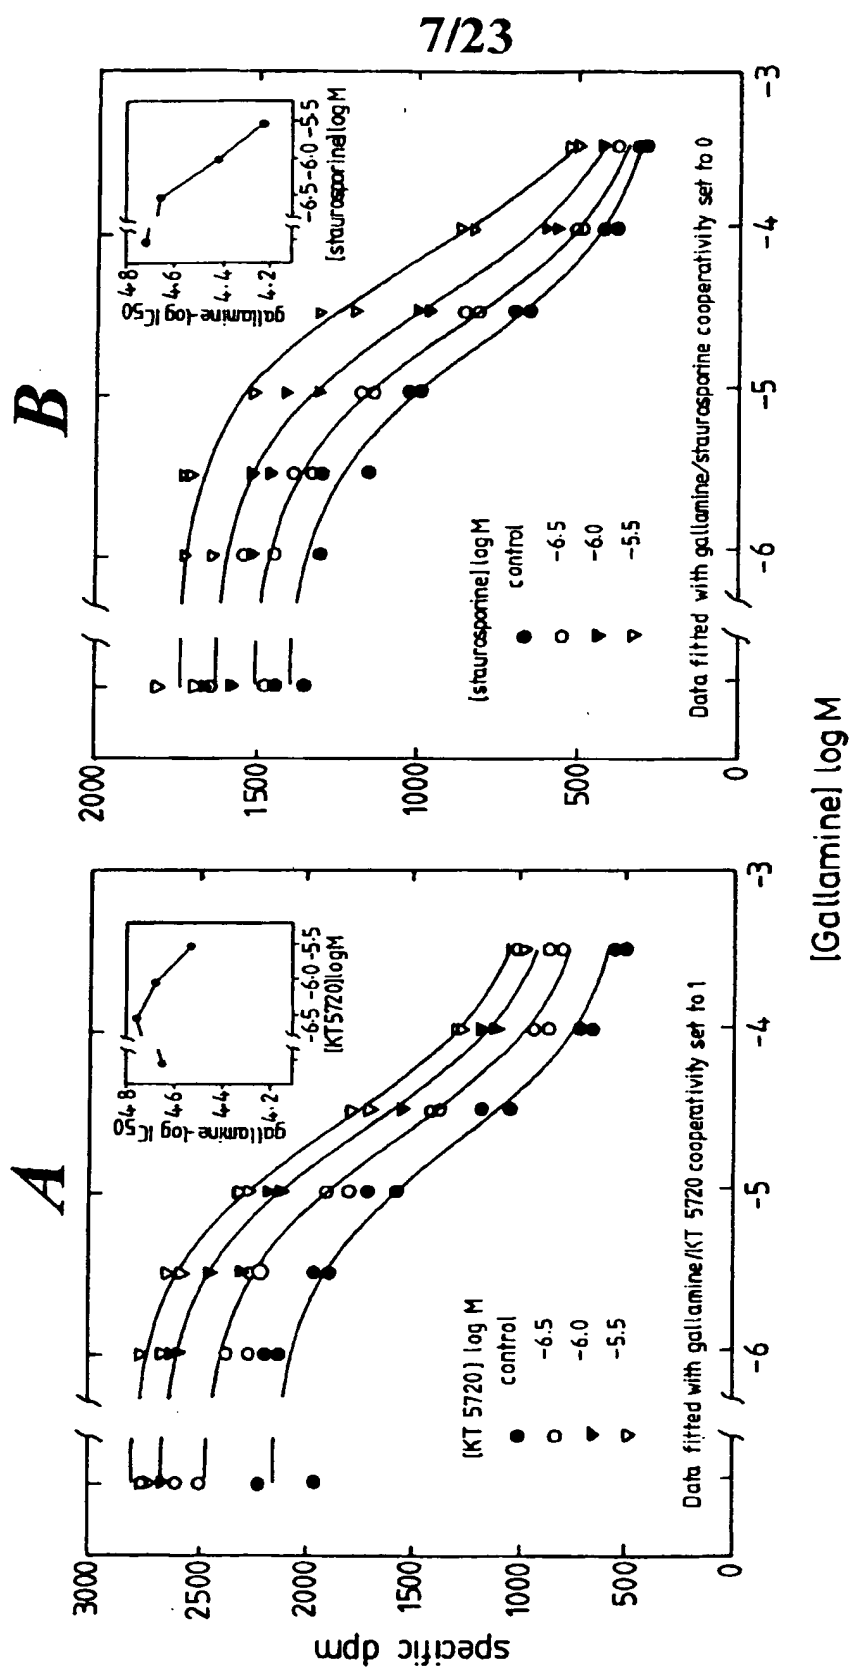 7/23
A
3000
2500
2000
1500
1000
500
0
specific dpm
-6
-5
-4
-3
[KT 5720] log M
control
-6.5
-6.0
-5.5
Data fitted with gallamine/KT 5720 cooperativity set to 1
gallamine -log IC50
4.8
4.6
4.4
4.2
-6.5 -6.0 -5.5
[KT5720] log M
B
2000
1500
1000
500
0
-6
-5
-4
-3
[staurosporine] log M
control
-6.5
-6.0
-5.5
Data fitted with gallamine/staurosporine cooperativity set to 0
gallamine -log IC50
4.8
4.6
4.4
4.2
-6.5 -6.0 -5.5
[staurosporine] log M
[Gallamine] log M